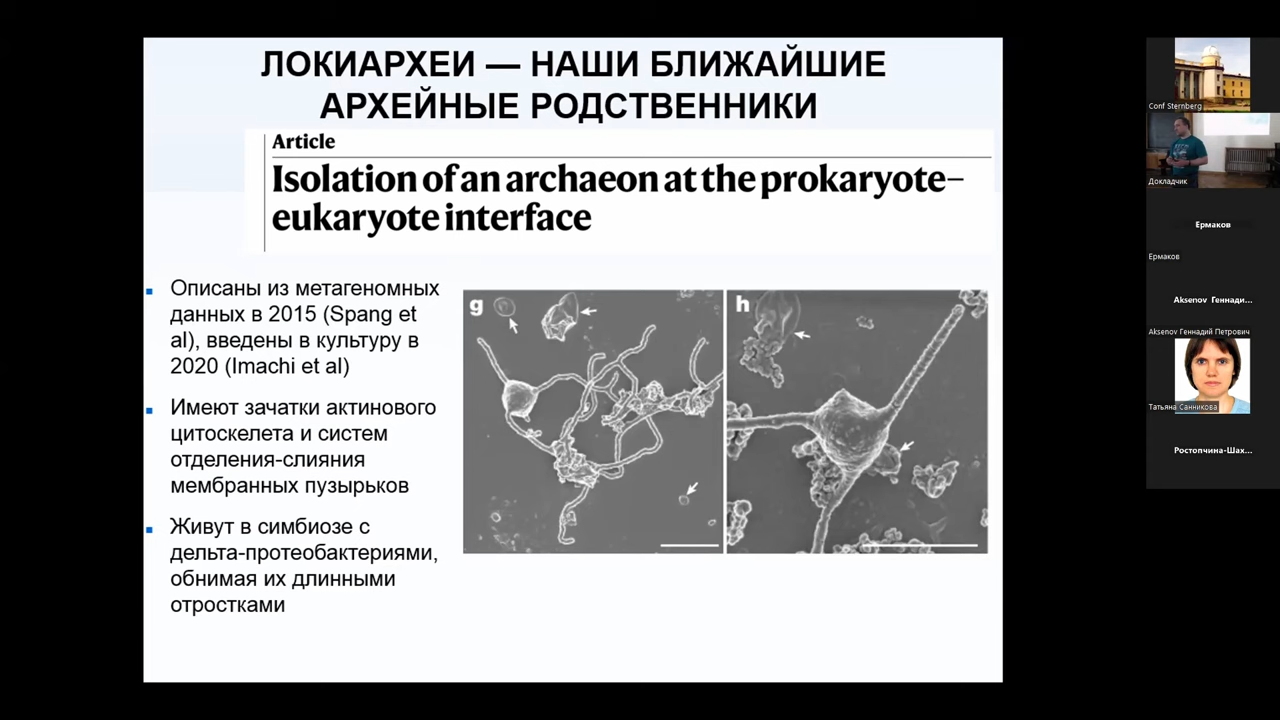 ЛОКИАРХЕИ — НАШИ БЛИЖАЙШИЕ
АРХЕЙНЫЕ РОДСТВЕННИКИ
Article
Isolation of an archaeon at the prokaryote–
eukaryote interface
Описаны из метагеномных
данных в 2015 (Spang et
al), введены в культуру в
2020 (Imachi et al)
Имеют зачатки актинового
цитоскелета и систем
отделения-слияния
мембранных пузырьков
Живут в симбиозе с
дельта-протеобактериями,
обнимая их длинными
отростками
g
h
Conf Sternberg
Докладчик
Ермаков
Ермаков
Aksenov Геннади...
Aksenov Геннадий Петрович
Татьяна Санникова
Ростопчина-Шах...